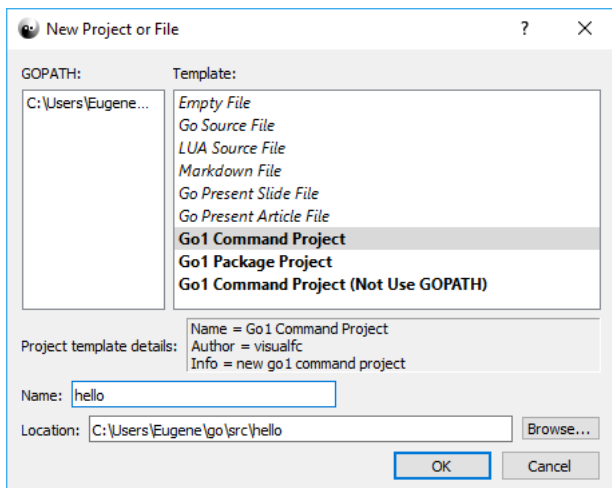 New Project or File
GOPATH:
Template:
C:\Users\Eugene...
Empty File
Go Source File
LUA Source File
Markdown File
Go Present Slide File
Go Present Article File
Go1 Command Project
Go1 Package Project
Go1 Command Project (Not Use GOPATH)
Project template details:
Name = Go1 Command Project
Author = visualfc
Info = new go1 command project
Name: hello
Location: C:\Users\Eugene\go\src\hello Browse...
OK Cancel